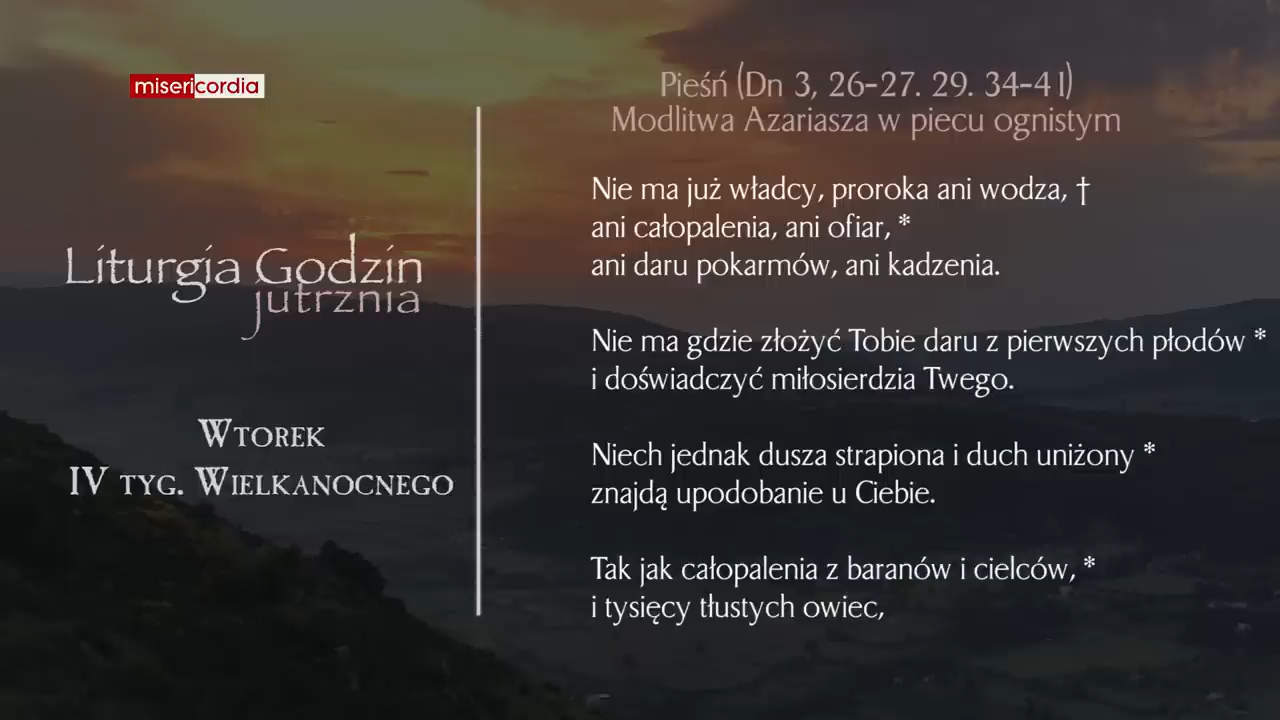 misericordia
Liturgia Godzin
jutrznia
Wtorek
IV tyg. Wielkanocnego
Pieśń (Dn 3, 26-27. 29. 34-41)
Modlitwa Azariasza w piecu ognistym
Nie ma już władcy, proroka ani wodza, †
ani całopalenia, ani ofiar, *
ani daru pokarmów, ani kadzenia.
Nie ma gdzie złożyć Tobie daru z pierwszych płodów *
i doświadczyć miłosierdzia Twego.
Niech jednak dusza strapiona i duch uniżony *
znajdą upodobanie u Ciebie.
Tak jak całopalenia z baranów i cielców, *
i tysięcy tłustych owiec,